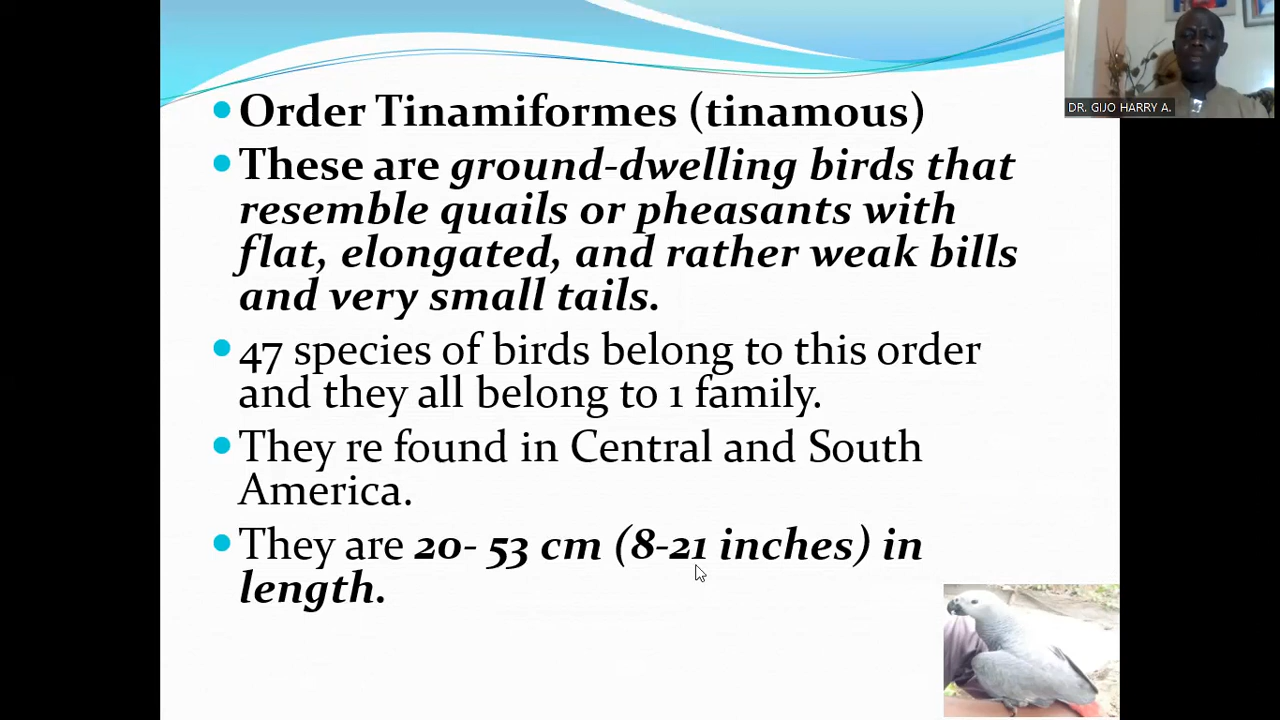 DR. GIJO HARRY A.
Order Tinamiformes (tinamous)
These are ground-dwelling birds that
resemble quails or pheasants with
flat, elongated, and rather weak bills
and very small tails.
47 species of birds belong to this order
and they all belong to 1 family.
They re found in Central and South
America.
They are 20- 53 cm (8-21 inches) in
length.